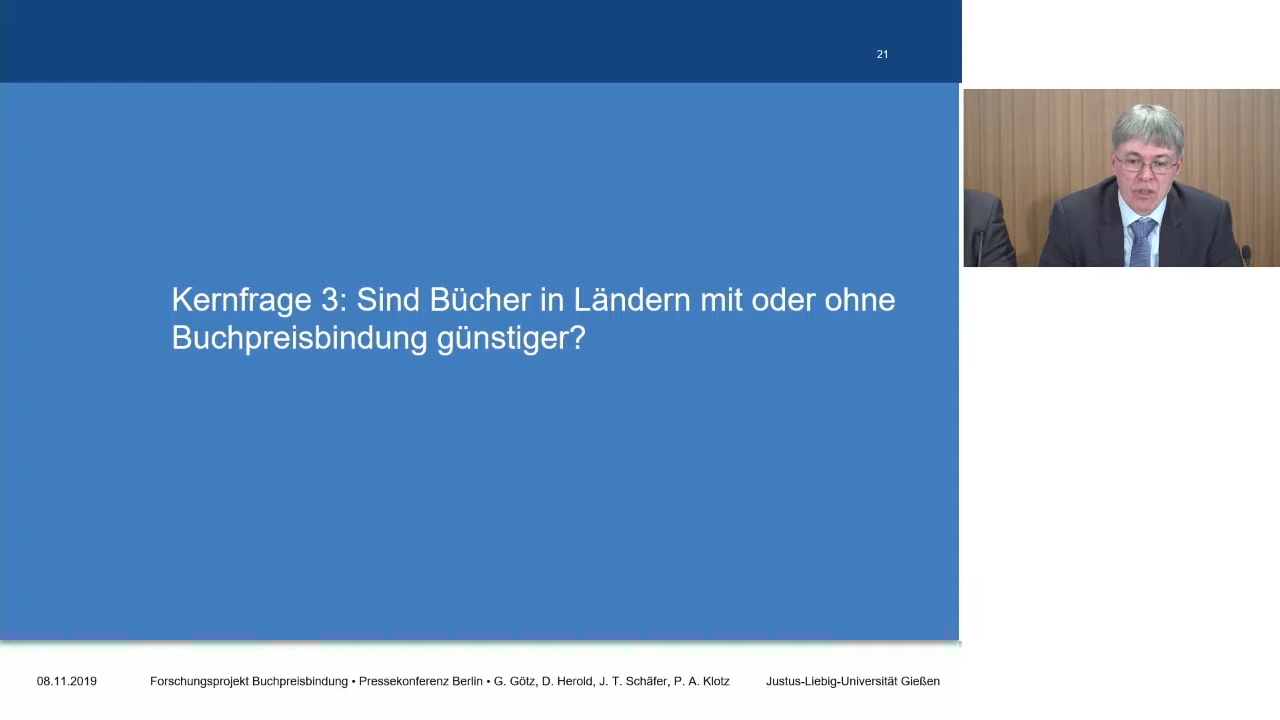 21
Kernfrage 3: Sind Bücher in Ländern mit oder ohne
Buchpreisbindung günstiger?
08.11.2019 Forschungsprojekt Buchpreisbindung • Pressekonferenz Berlin • G. Götz, D. Herold, J. T. Schäfer, P. A. Klotz Justus-Liebig-Universität Gießen